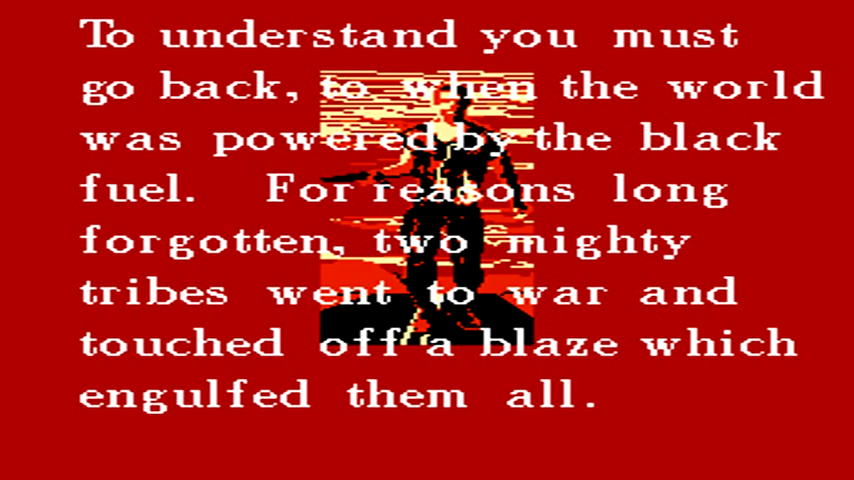 To understand you must
go back, to when the world
was powered by the black
fuel. For reasons long
forgotten, two mighty
tribes went to war and
touched off a blaze which
engulfed them all.